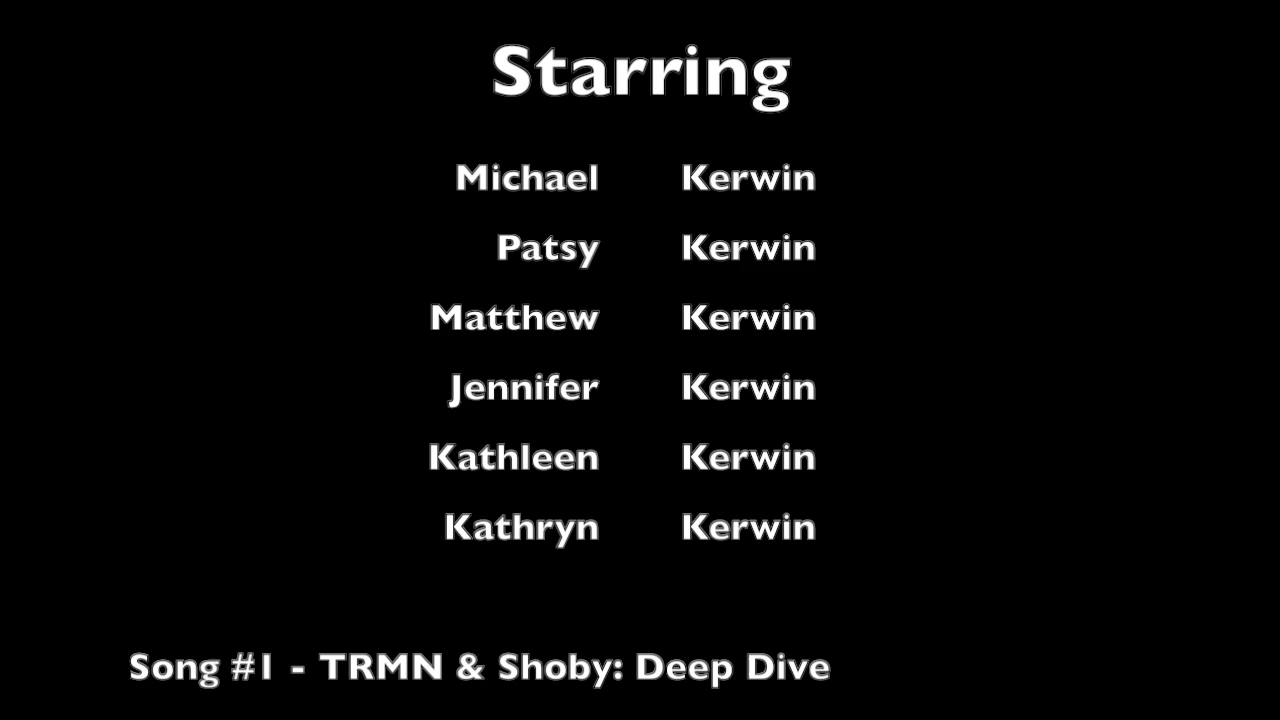 Starring
Michael Kerwin
Patsy Kerwin
Matthew Kerwin
Jennifer Kerwin
Kathleen Kerwin
Kathryn Kerwin
Song #1 - TRMN & Shoby: Deep Dive